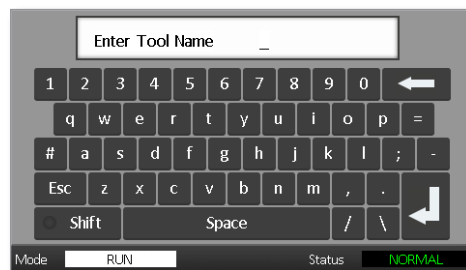 Enter Tool Name _
1 2 3 4 5 6 7 8 9 0
q w e r t y u i o p =
# a s d f g h j k l ; -
Esc z x c v b n m , .
Shift Space / \
Mode RUN Status NORMAL